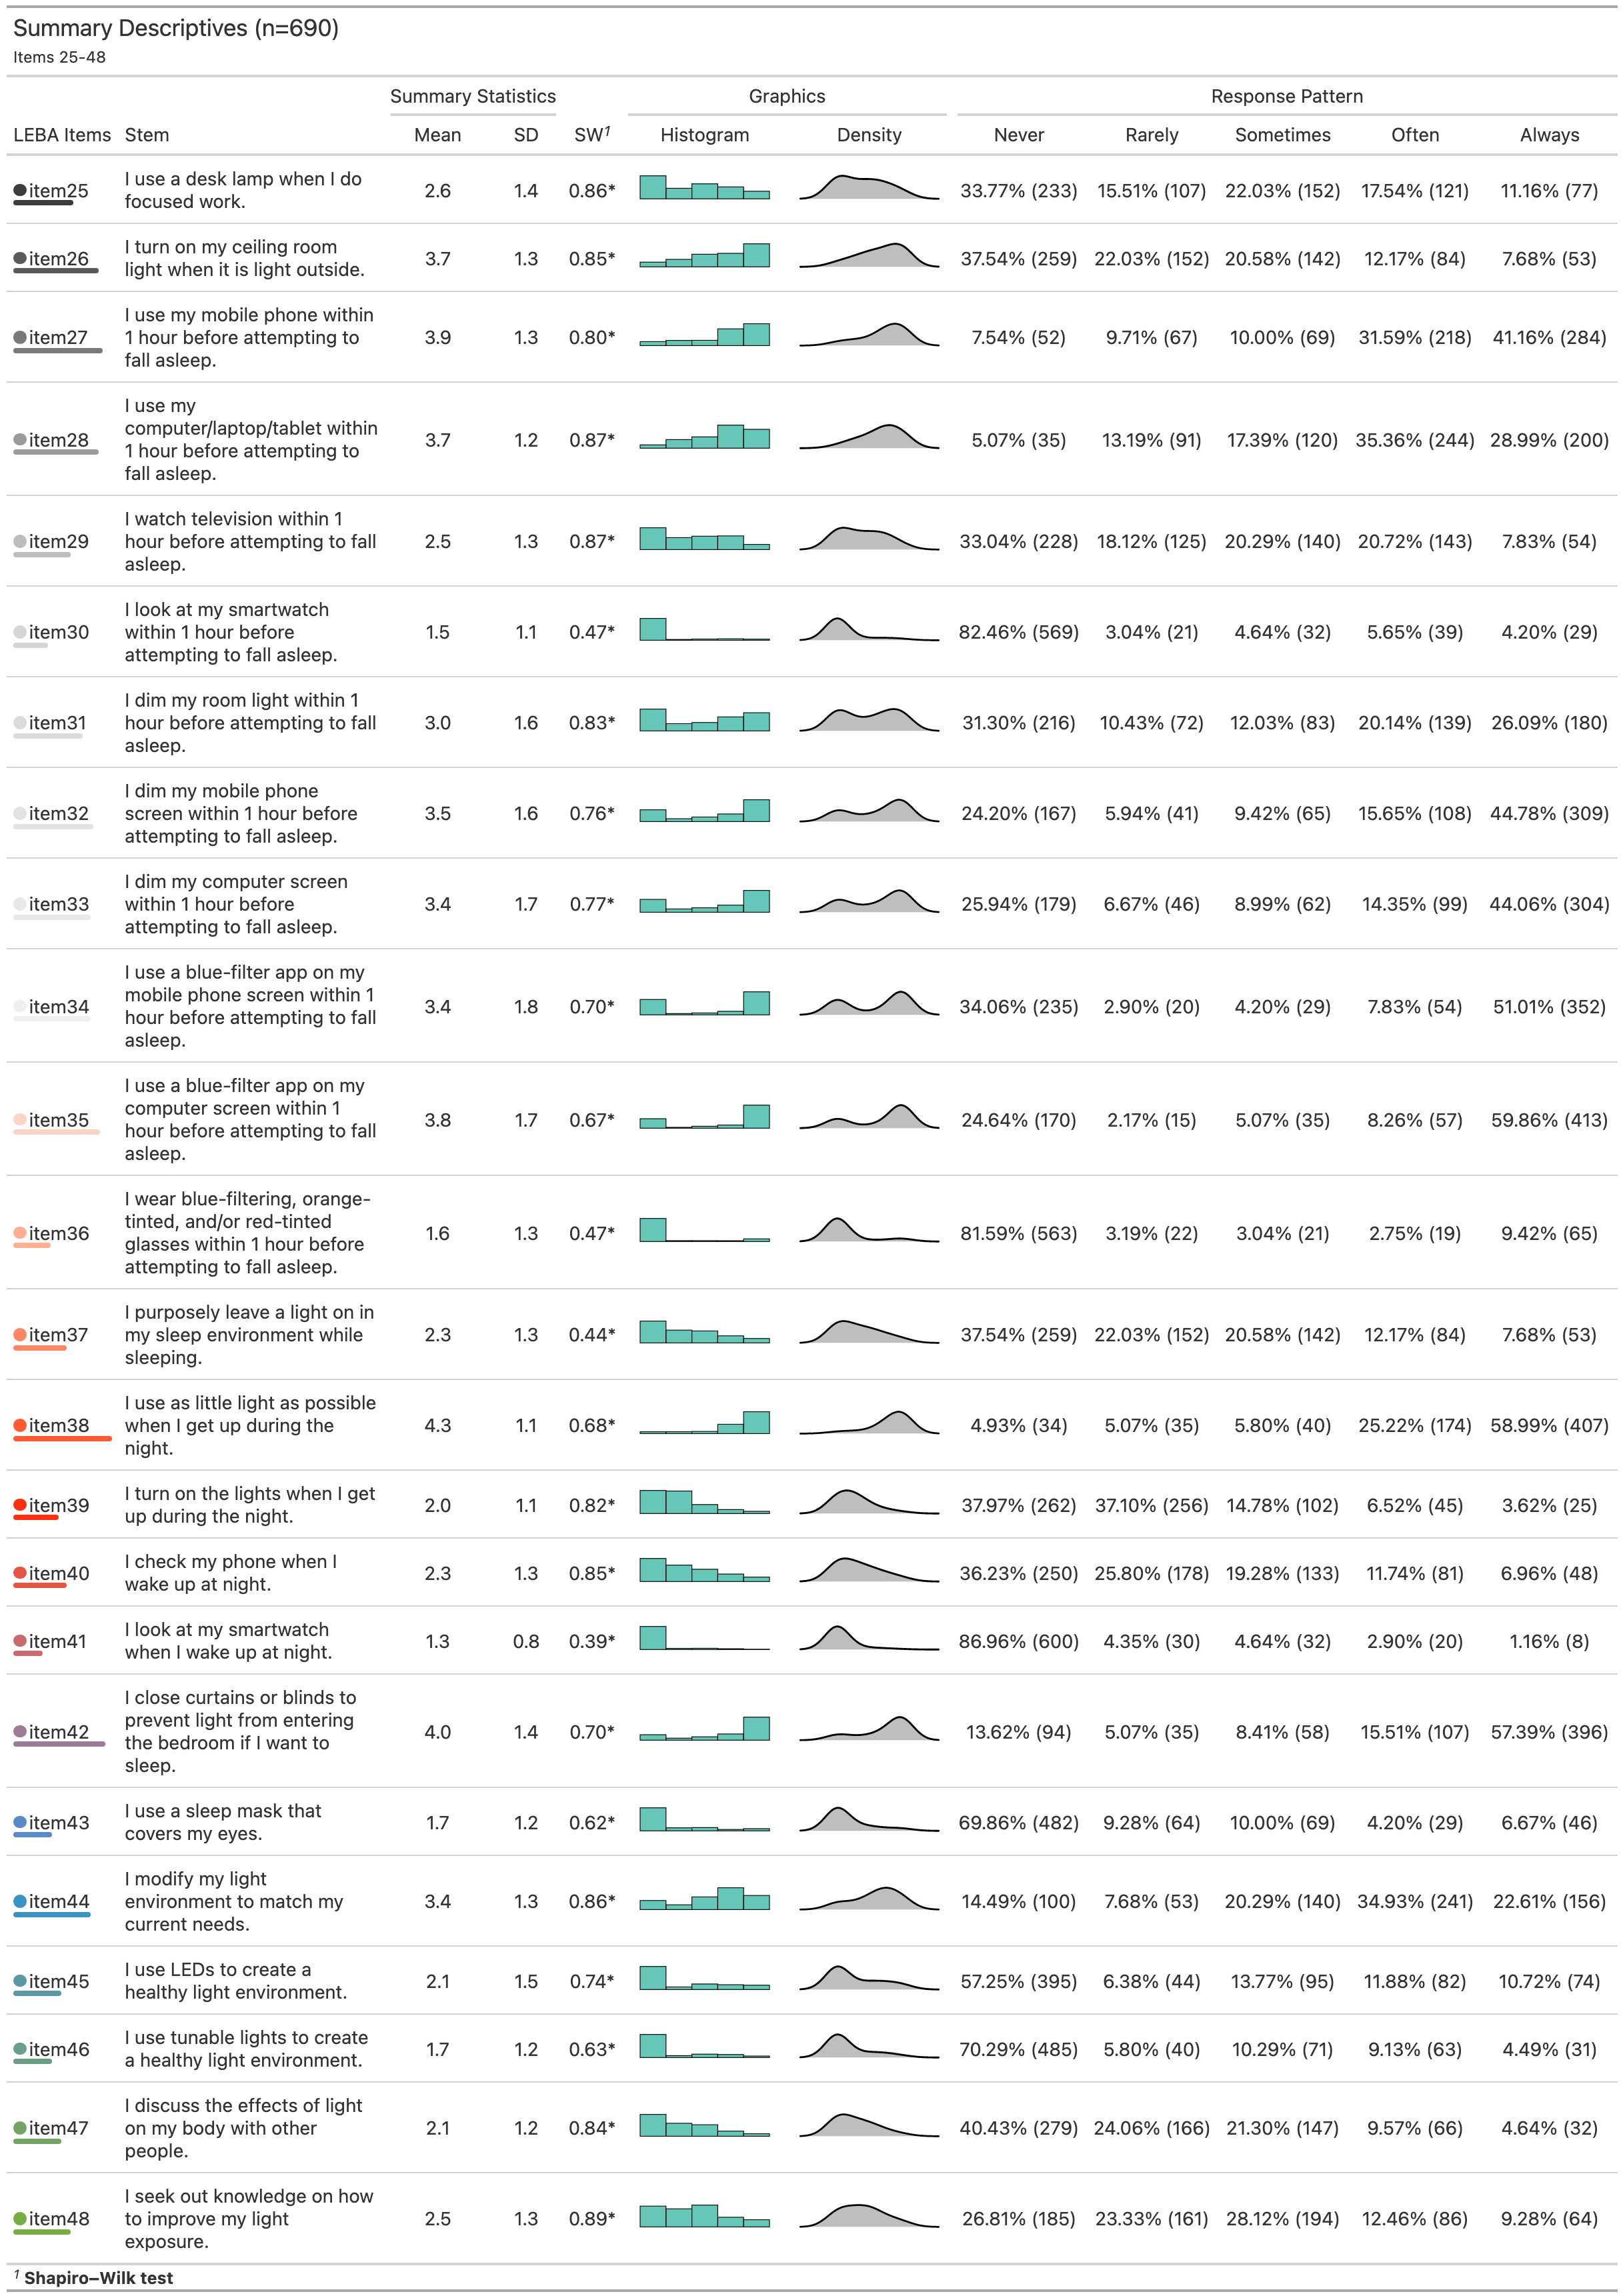 Summary Descriptives (n=690)
Items 25-48
Summary Statistics Graphics Response Pattern
LEBA Items Stem Mean SD SW1 Histogram Density Never Rarely Sometimes Often Always
item25 I use a desk lamp when I do
focused work. 2.6 1.4 0.86* 33.77% (233) 15.51% (107) 22.03% (152) 17.54% (121) 11.16% (77)
item26 I turn on my ceiling room
light when it is light outside. 3.7 1.3 0.85* 37.54% (259) 22.03% (152) 20.58% (142) 12.17% (84) 7.68% (53)
I use my mobile phone within
item27 1 hour before attempting to 3.9 1.3 0.80* 7.54% (52) 9.71% (67) 10.00% (69) 31.59% (218) 41.16% (284)
fall asleep.
I use my
computer/laptop/tablet within
item28 1 hour before attempting to 3.7 1.2 0.87* 5.07% (35) 13.19% (91) 17.39% (120) 35.36% (244) 28.99% (200)
fall asleep.
I watch television within 1
item29 hour before attempting to fall 2.5 1.3 0.87* 33.04% (228) 18.12% (125) 20.29% (140) 20.72% (143) 7.83% (54)
asleep.
I look at my smartwatch
item30 within 1 hour before 1.5 1.1 0.47* 82.46% (569) 3.04% (21) 4.64% (32) 5.65% (39) 4.20% (29)
attempting to fall asleep.
I dim my room light within 1
item31 hour before attempting to fall 3.0 1.6 0.83* 31.30% (216) 10.43% (72) 12.03% (83) 20.14% (139) 26.09% (180)
asleep.
I dim my mobile phone
item32 screen within 1 hour before 3.5 1.6 0.76* 24.20% (167) 5.94% (41) 9.42% (65) 15.65% (108) 44.78% (309)
attempting to fall asleep.
I dim my computer screen
item33 within 1 hour before 3.4 1.7 0.77* 25.94% (179) 6.67% (46) 8.99% (62) 14.35% (99) 44.06% (304)
attempting to fall asleep.
I use a blue-filter app on my
mobile phone screen within 1
item34 hour before attempting to fall 3.4 1.8 0.70* 34.06% (235) 2.90% (20) 4.20% (29) 7.83% (54) 51.01% (352)
asleep.
I use a blue-filter app on my
computer screen within 1
item35 hour before attempting to fall 3.8 1.7 0.67* 24.64% (170) 2.17% (15) 5.07% (35) 8.26% (57) 59.86% (413)
asleep.
I wear blue-filtering, orange-
tinted, and/or red-tinted
item36 glasses within 1 hour before 1.6 1.3 0.47* 81.59% (563) 3.19% (22) 3.04% (21) 2.75% (19) 9.42% (65)
attempting to fall asleep.
I purposely leave a light on in
item37 my sleep environment while 2.3 1.3 0.44* 37.54% (259) 22.03% (152) 20.58% (142) 12.17% (84) 7.68% (53)
sleeping.
I use as little light as possible
item38 when I get up during the 4.3 1.1 0.68* 4.93% (34) 5.07% (35) 5.80% (40) 25.22% (174) 58.99% (407)
night.
item39 I turn on the lights when I get
up during the night. 2.0 1.1 0.82* 37.97% (262) 37.10% (256) 14.78% (102) 6.52% (45) 3.62% (25)
item40 I check my phone when I
wake up at night. 2.3 1.3 0.85* 36.23% (250) 25.80% (178) 19.28% (133) 11.74% (81) 6.96% (48)
item41 I look at my smartwatch
when I wake up at night. 1.3 0.8 0.39* 86.96% (600) 4.35% (30) 4.64% (32) 2.90% (20) 1.16% (8)
I close curtains or blinds to
prevent light from entering
item42 the bedroom if I want to 4.0 1.4 0.70* 13.62% (94) 5.07% (35) 8.41% (58) 15.51% (107) 57.39% (396)
sleep.
item43 I use a sleep mask that
covers my eyes. 1.7 1.2 0.62* 69.86% (482) 9.28% (64) 10.00% (69) 4.20% (29) 6.67% (46)
I modify my light
item44 environment to match my 3.4 1.3 0.86* 14.49% (100) 7.68% (53) 20.29% (140) 34.93% (241) 22.61% (156)
current needs.
item45 I use LEDs to create a
healthy light environment. 2.1 1.5 0.74* 57.25% (395) 6.38% (44) 13.77% (95) 11.88% (82) 10.72% (74)
item46 I use tunable lights to create
a healthy light environment. 1.7 1.2 0.63* 70.29% (485) 5.80% (40) 10.29% (71) 9.13% (63) 4.49% (31)
I discuss the effects of light
item47 on my body with other 2.1 1.2 0.84* 40.43% (279) 24.06% (166) 21.30% (147) 9.57% (66) 4.64% (32)
people.
I seek out knowledge on how
item48 to improve my light 2.5 1.3 0.89* 26.81% (185) 23.33% (161) 28.12% (194) 12.46% (86) 9.28% (64)
exposure.
1 Shapiro–Wilk test